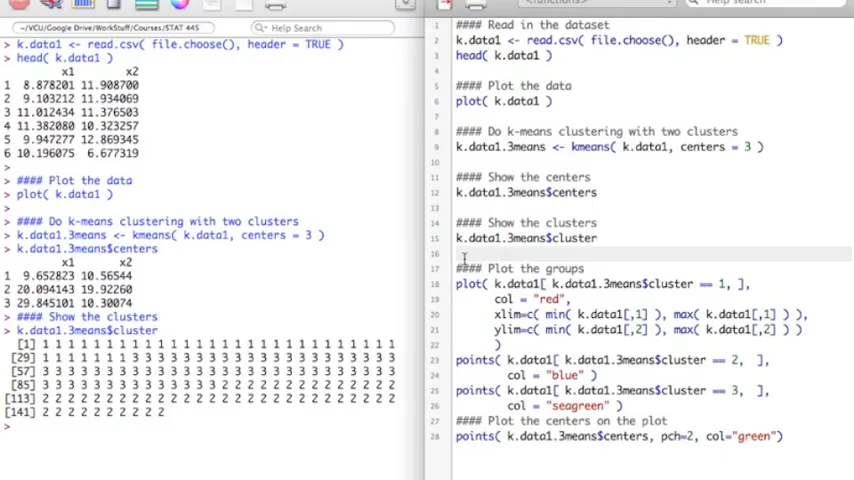 <functions>
Search Help
~/VCU/Google Drive/WorkStuff/Courses/STAT 445
Help Search
> k.data1 <- read.csv( file.choose(), header = TRUE )
> head( k.data1 )
x1 x2
1 8.878201 11.908700
2 9.103212 11.934069
3 11.012434 11.376503
4 11.382080 10.323257
5 9.947277 12.869345
6 10.196075 6.677319
>
> #### Plot the data
> plot( k.data1 )
>
> #### Do k-means clustering with two clusters
> k.data1.3means <- kmeans( k.data1, centers = 3 )
> k.data1.3means$centers
x1 x2
1 9.652823 10.56544
2 20.094143 19.92260
3 29.845101 10.30074
> #### Show the clusters
> k.data1.3means$cluster
[1] 1 1 1 1 1 1 1 1 1 1 1 1 1 1 1 1 1 1 1 1 1 1 1 1 1 1 1 1
[29] 1 1 1 1 1 1 1 3 3 3 3 3 3 3 3 3 3 3 3 3 3 3 3 3 3 3 3 3
[57] 3 3 3 3 3 3 3 3 3 3 3 3 3 3 3 3 3 3 3 3 3 3 3 3 3 3 3 3
[85] 3 3 3 3 3 3 3 3 3 3 3 3 3 3 2 2 2 2 2 2 2 2 2 2 2 2 2 2
[113] 2 2 2 2 2 2 2 2 2 2 2 2 2 2 2 2 2 2 2 2 2 2 2 2 2 2 2 2
[141] 2 2 2 2 2 2 2 2 2 2
>
1 #### Read in the dataset
2 k.data1 <- read.csv( file.choose(), header = TRUE )
3 head( k.data1 )
4
5 #### Plot the data
6 plot( k.data1 )
7
8 #### Do k-means clustering with two clusters
9 k.data1.3means <- kmeans( k.data1, centers = 3 )
10
11 #### Show the centers
12 k.data1.3means$centers
13
14 #### Show the clusters
15 k.data1.3means$cluster
16
17 #### Plot the groups
18 plot( k.data1[ k.data1.3means$cluster == 1, ],
19 col = "red",
20 xlim=c( min( k.data1[,1] ), max( k.data1[,1] ) ),
21 ylim=c( min( k.data1[,2] ), max( k.data1[,2] ) )
22 )
23 points( k.data1[ k.data1.3means$cluster == 2, ],
24 col = "blue" )
25 points( k.data1[ k.data1.3means$cluster == 3, ],
26 col = "seagreen" )
27 #### Plot the centers on the plot
28 points( k.data1.3means$centers, pch=2, col="green")